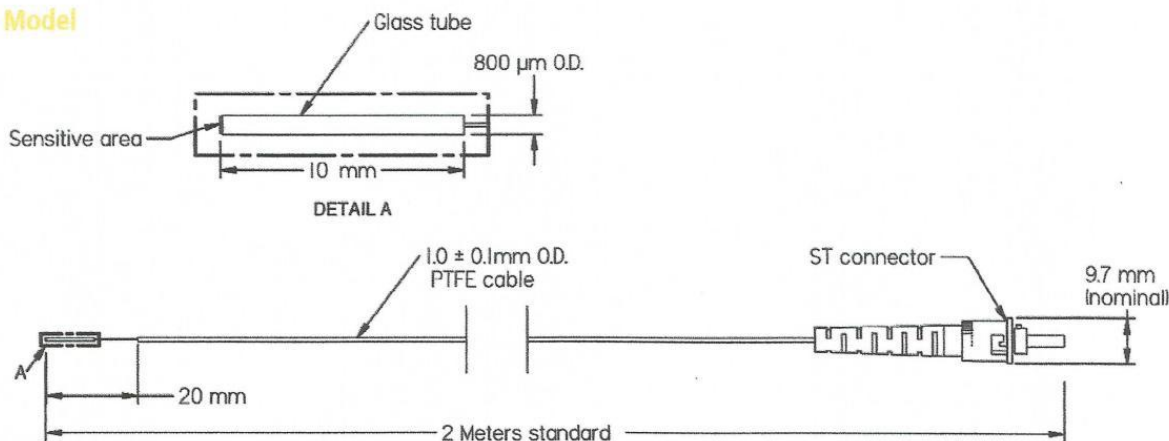 Model
Glass tube
800 µm O.D.
Sensitive area
10 mm
DETAIL A
1.0 ± 0.1mm O.D.
PTFE cable
ST connector
9.7 mm
(nominal)
A
20 mm
2 Meters standard